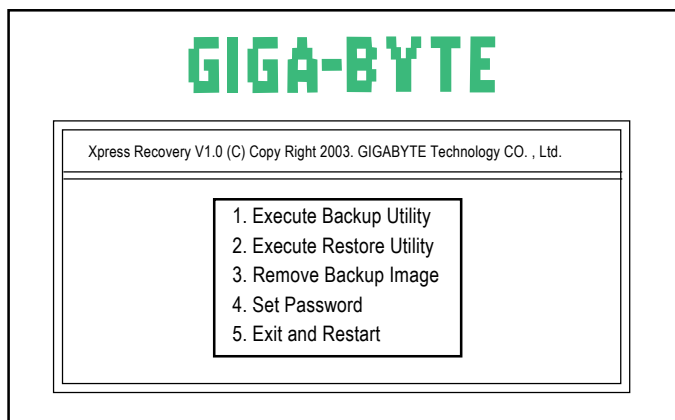 GIGA-BYTE
Xpress Recovery V1.0 (C) Copy Right 2003. GIGABYTE Technology CO. , Ltd.
1. Execute Backup Utility
2. Execute Restore Utility
3. Remove Backup Image
4. Set Password
5. Exit and Restart